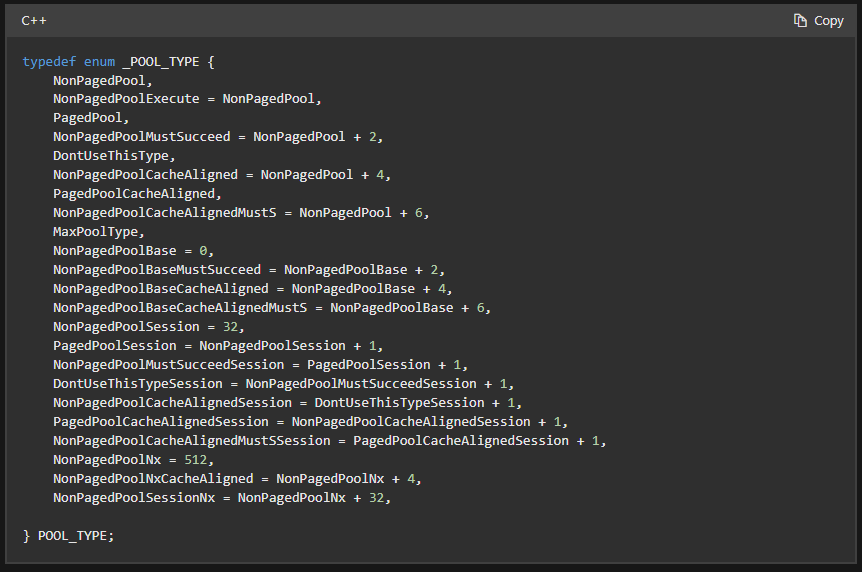 C++
Copy
typedef enum _POOL_TYPE {
    NonPagedPool,
    NonPagedPoolExecute = NonPagedPool,
    PagedPool,
    NonPagedPoolMustSucceed = NonPagedPool + 2,
    DontUseThisType,
    NonPagedPoolCacheAligned = NonPagedPool + 4,
    PagedPoolCacheAligned,
    NonPagedPoolCacheAlignedMustS = NonPagedPool + 6,
    MaxPoolType,
    NonPagedPoolBase = 0,
    NonPagedPoolBaseMustSucceed = NonPagedPoolBase + 2,
    NonPagedPoolBaseCacheAligned = NonPagedPoolBase + 4,
    NonPagedPoolBaseCacheAlignedMustS = NonPagedPoolBase + 6,
    NonPagedPoolSession = 32,
    PagedPoolSession = NonPagedPoolSession + 1,
    NonPagedPoolMustSucceedSession = PagedPoolSession + 1,
    DontUseThisTypeSession = NonPagedPoolMustSucceedSession + 1,
    NonPagedPoolCacheAlignedSession = DontUseThisTypeSession + 1,
    PagedPoolCacheAlignedSession = NonPagedPoolCacheAlignedSession + 1,
    NonPagedPoolCacheAlignedMustSSession = PagedPoolCacheAlignedSession + 1,
    NonPagedPoolNx = 512,
    NonPagedPoolNxCacheAligned = NonPagedPoolNx + 4,
    NonPagedPoolSessionNx = NonPagedPoolNx + 32,
} POOL_TYPE;